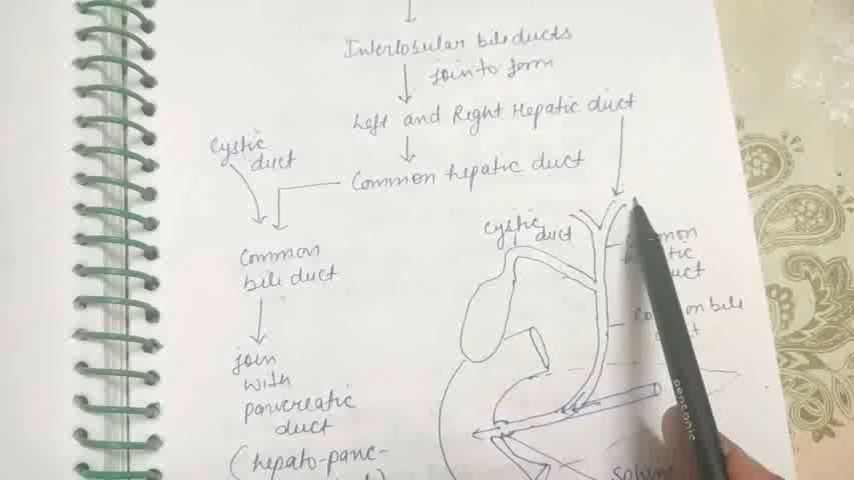 Interlobular bile ducts
join to form
Left and Right Hepatic duct
Common hepatic duct
Cystic
duct
Common
bile duct
join
with
pancreatic
duct
(hepato-panc-
cystic
duct
duct
bile
penconic